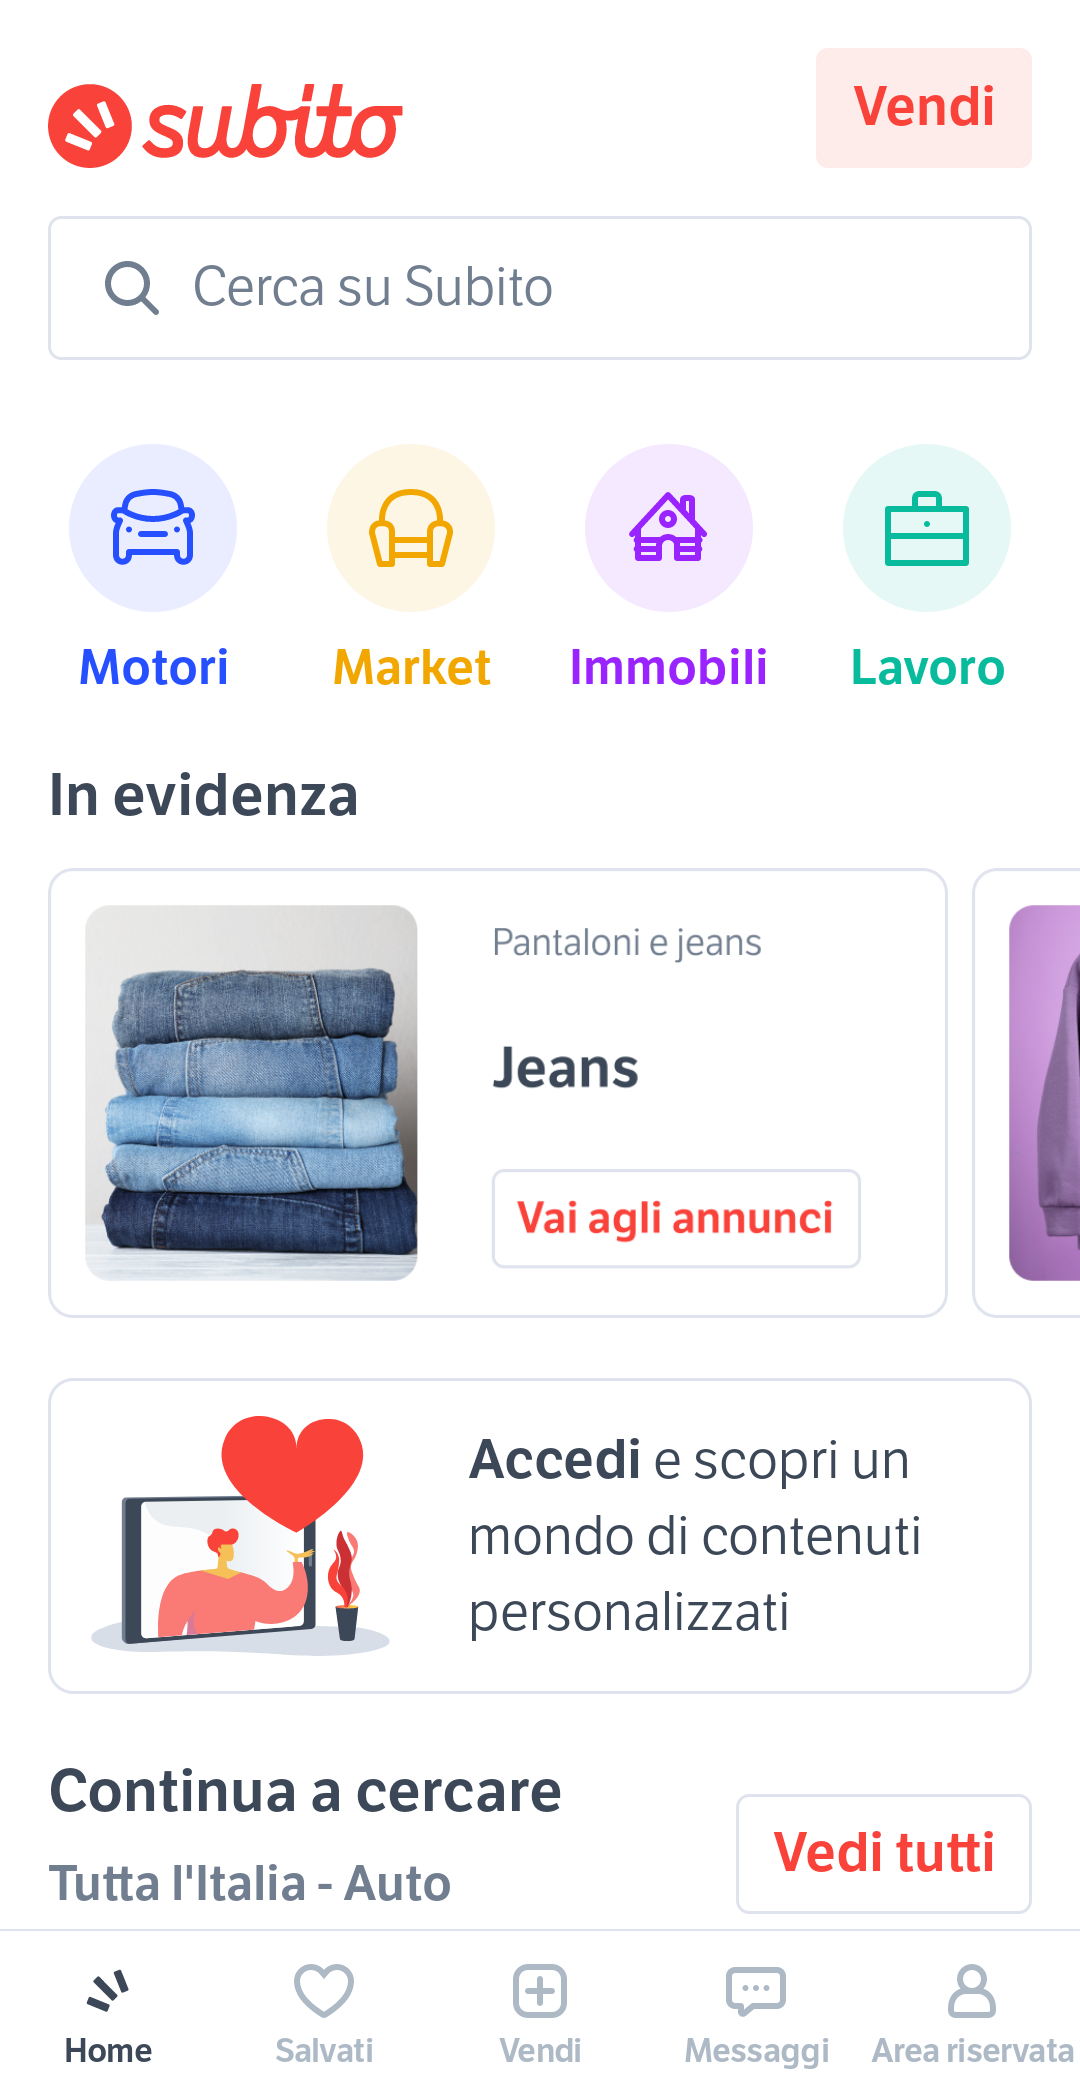 subito
Vendi
Cerca su Subito
Motori
Market
Immobili
Lavoro
In evidenza
Pantaloni e jeans
Jeans
Vai agli annunci
Accedi e scopri un
mondo di contenuti
personalizzati
Continua a cercare
Tutta l'Italia - Auto
Vedi tutti
Home
Salvati
Vendi
Messaggi
Area riservata